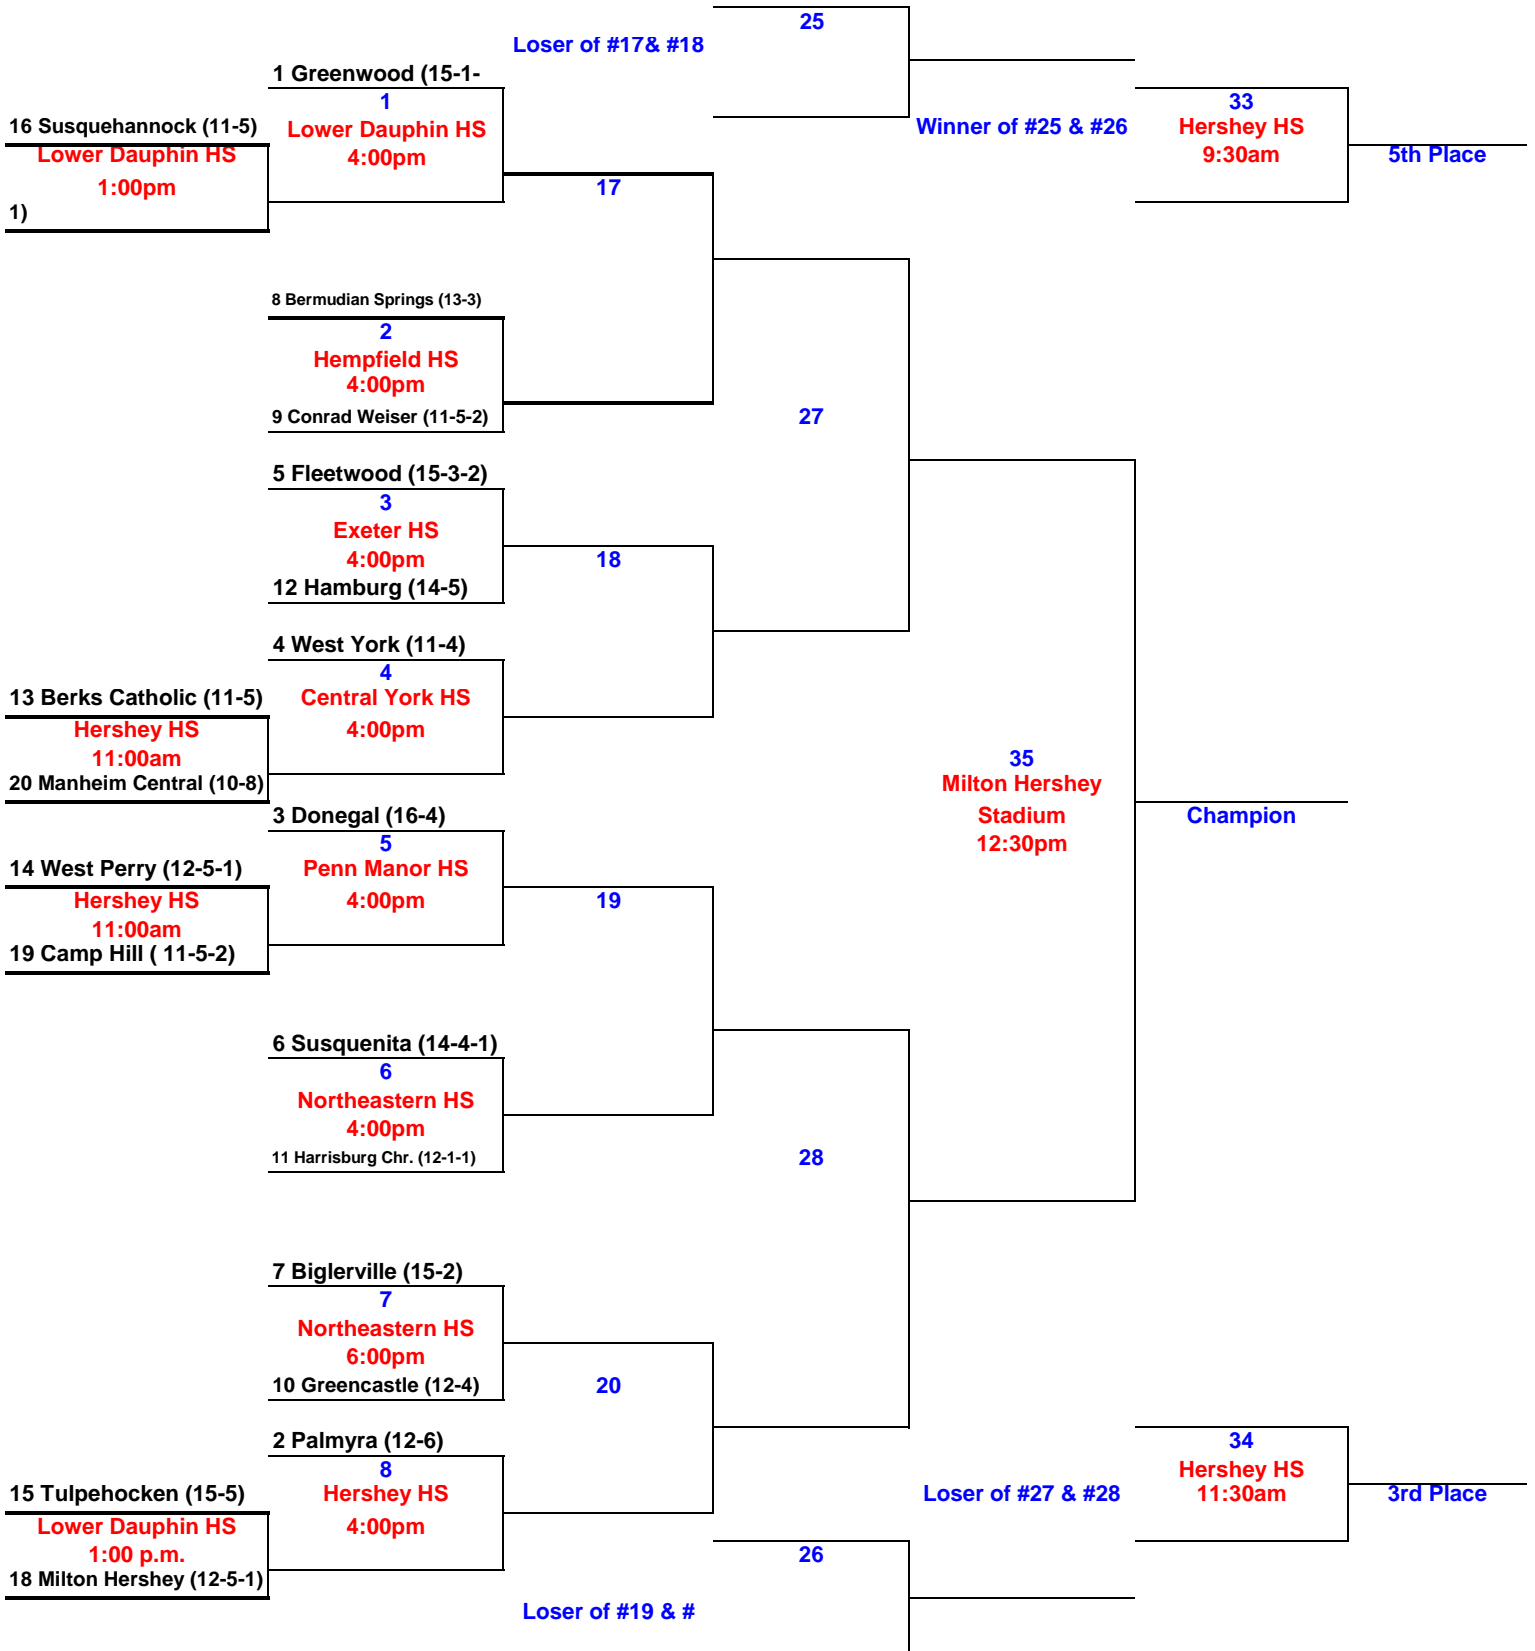 25
Loser of #17& #18
1 Greenwood (15-1-
1
33
16 Susquehannock (11-5)
Lower Dauphin HS
Winner of #25 & #26
Hershey HS
Lower Dauphin HS
4:00pm
9:30am
5th Place
1:00pm
17
1)
8 Bermudian Springs (13-3)
2
Hempfield HS
4:00pm
9 Conrad Weiser (11-5-2)
27
5 Fleetwood (15-3-2)
3
Exeter HS
4:00pm
18
12 Hamburg (14-5)
4 West York (11-4)
4
13 Berks Catholic (11-5)
Central York HS
Hershey HS
4:00pm
11:00am
35
20 Manheim Central (10-8)
Milton Hershey
3 Donegal (16-4)
Stadium
Champion
5
12:30pm
14 West Perry (12-5-1)
Penn Manor HS
Hershey HS
4:00pm
19
11:00am
19 Camp Hill ( 11-5-2)
6 Susquenita (14-4-1)
6
Northeastern HS
4:00pm
11 Harrisburg Chr. (12-1-1)
28
7 Biglerville (15-2)
7
Northeastern HS
6:00pm
10 Greencastle (12-4)
20
2 Palmyra (12-6)
34
8
Hershey HS
15 Tulpehocken (15-5)
Hershey HS
Loser of #27 & #28
11:30am
3rd Place
Lower Dauphin HS
4:00pm
1:00 p.m.
26
18 Milton Hershey (12-5-1)
Loser of #19 & #